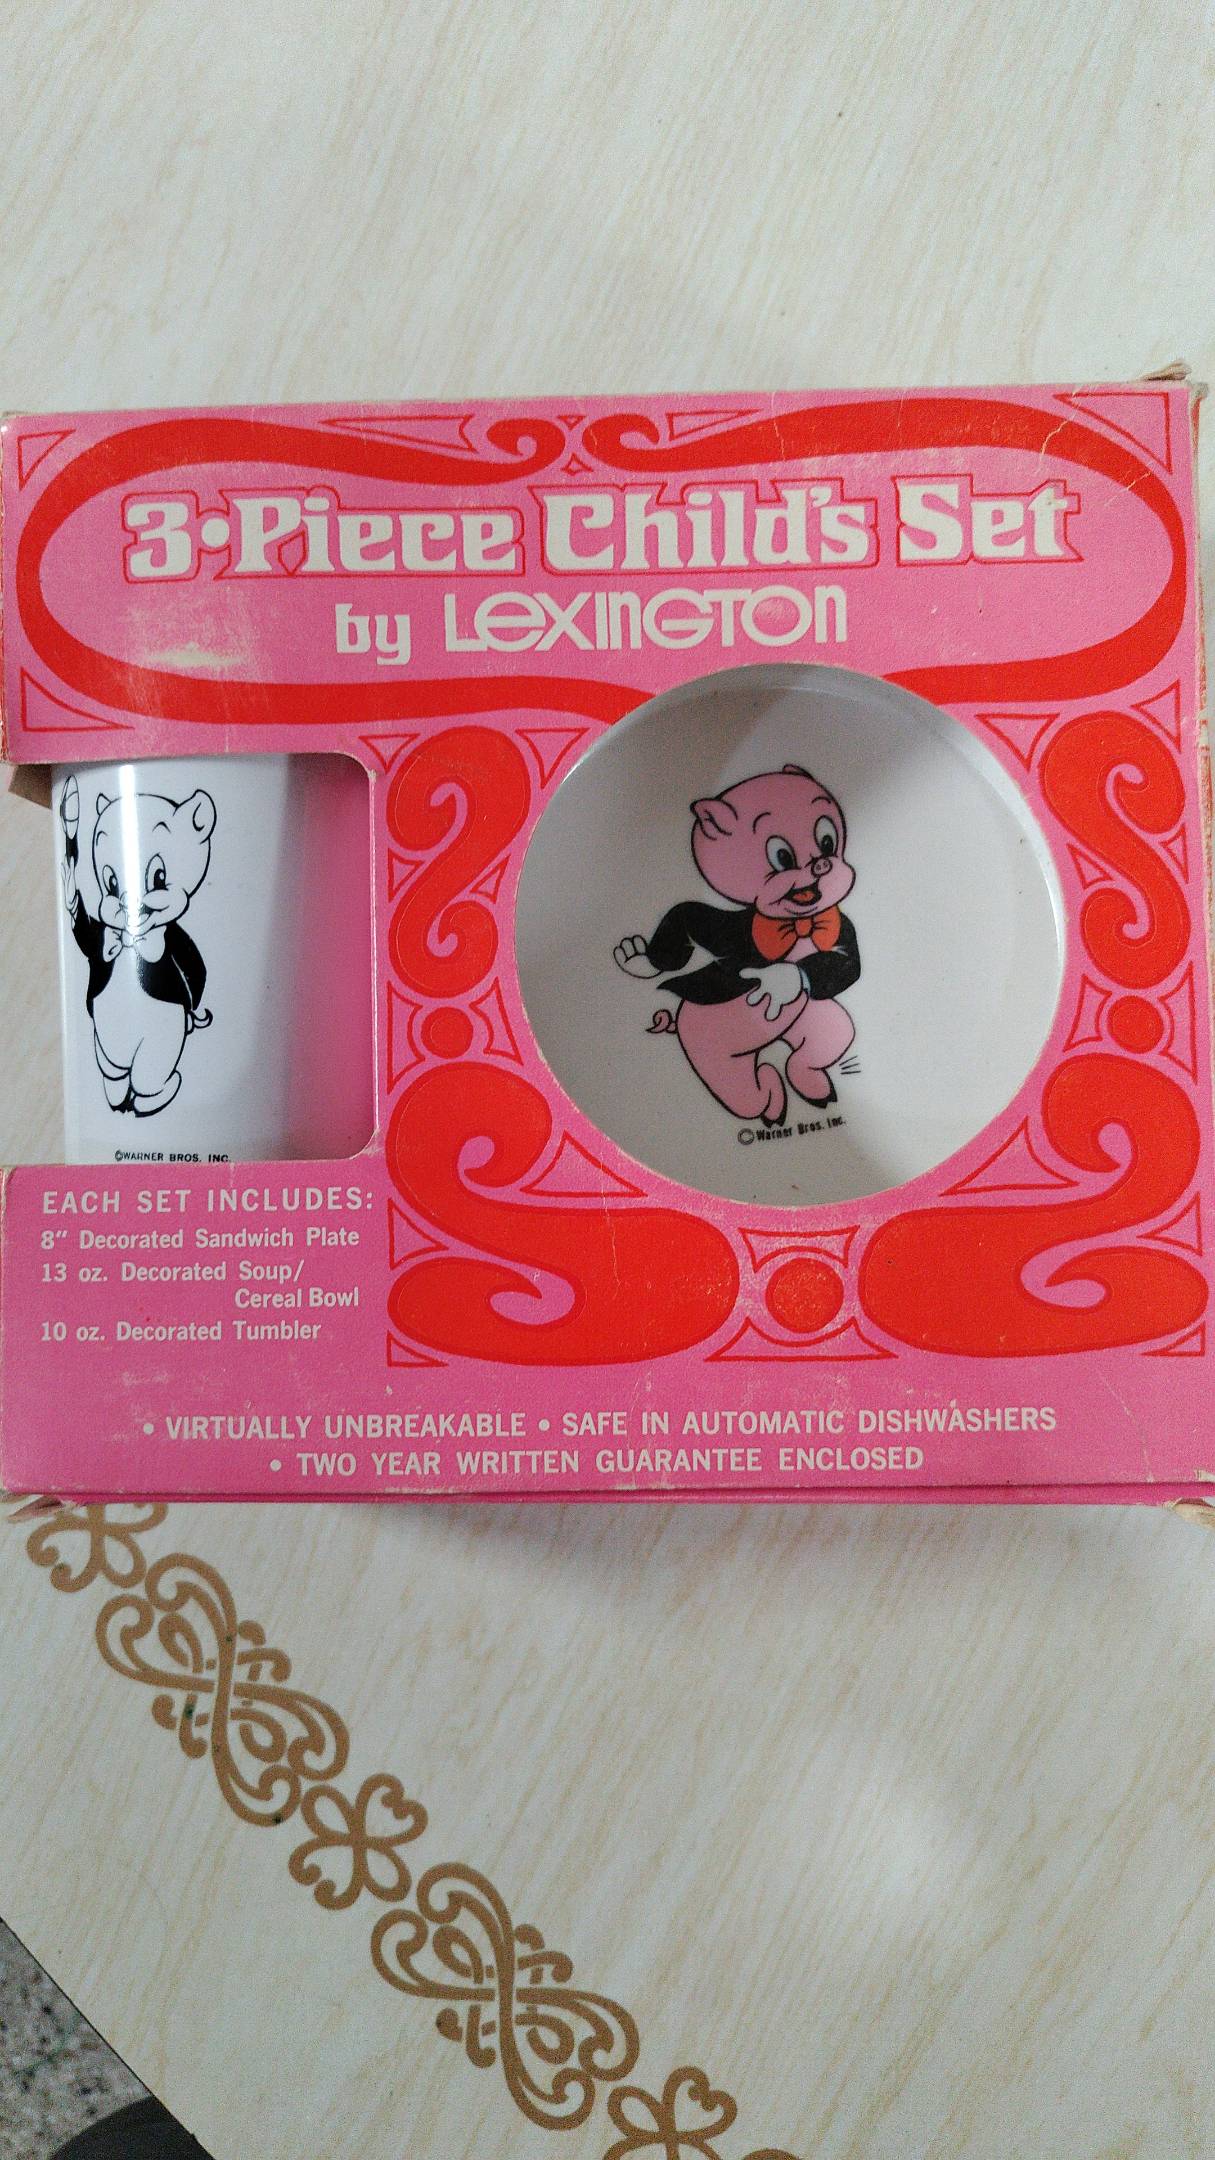 3•Piece Child's Set
by LEXINGTON
©WARNER BROS. INC.
©Warner Bros. Inc.
EACH SET INCLUDES:
8" Decorated Sandwich Plate
13 oz. Decorated Soup/
Cereal Bowl
10 oz. Decorated Tumbler
• VIRTUALLY UNBREAKABLE • SAFE IN AUTOMATIC DISHWASHERS
• TWO YEAR WRITTEN GUARANTEE ENCLOSED